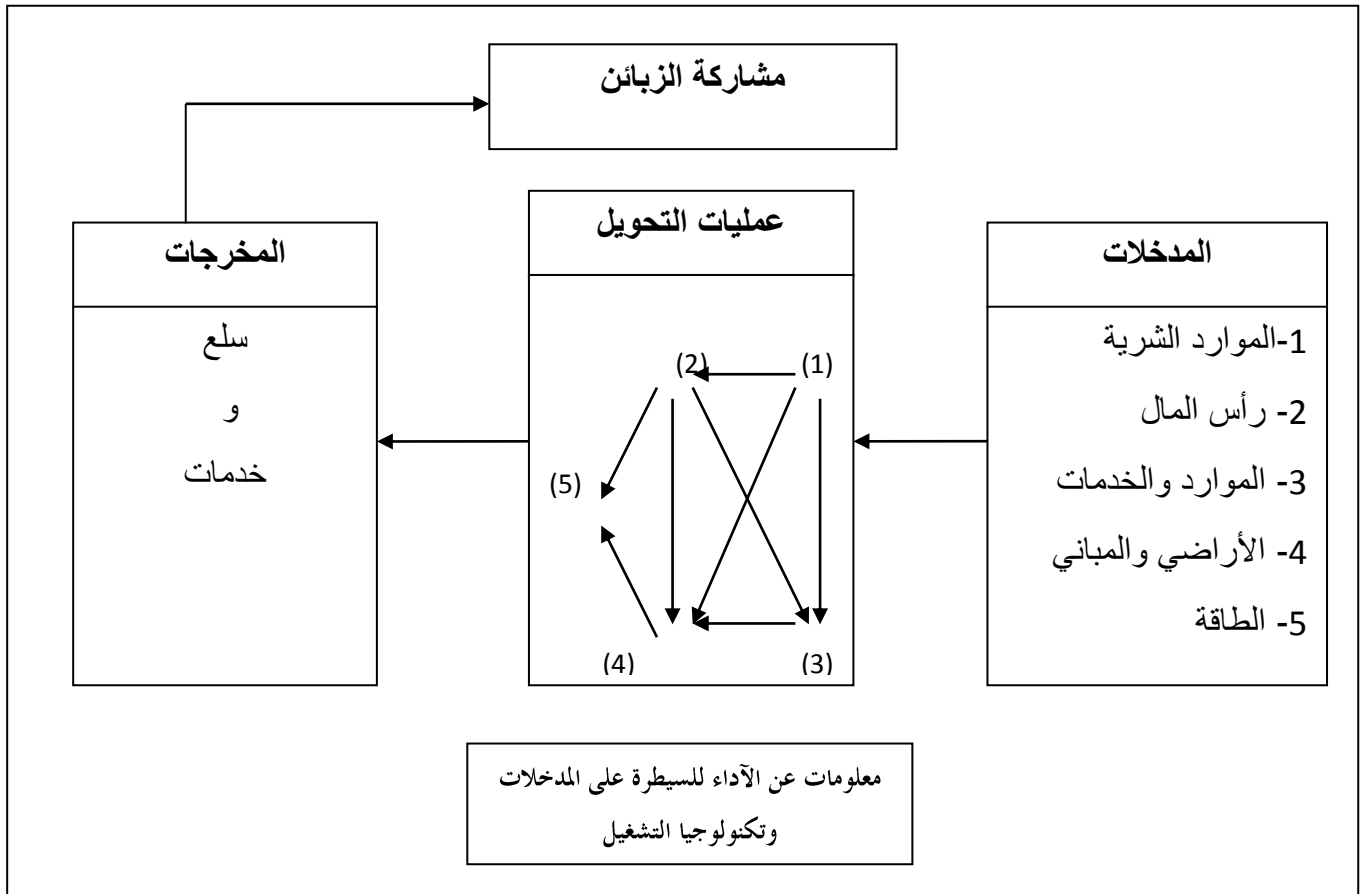 مشاركة الزبائن
المدخلات
1-الموارد الشرية
2- رأس المال
3- الموارد والخدمات
4- الأراضي والمباني
5- الطاقة
عمليات التحويل
(1)
(2)
(5)
(3)
(4)
المخرجات
سلع
و
خدمات
معلومات عن الآداء للسيطرة على المدخلات
وتكنولوجيا التشغيل